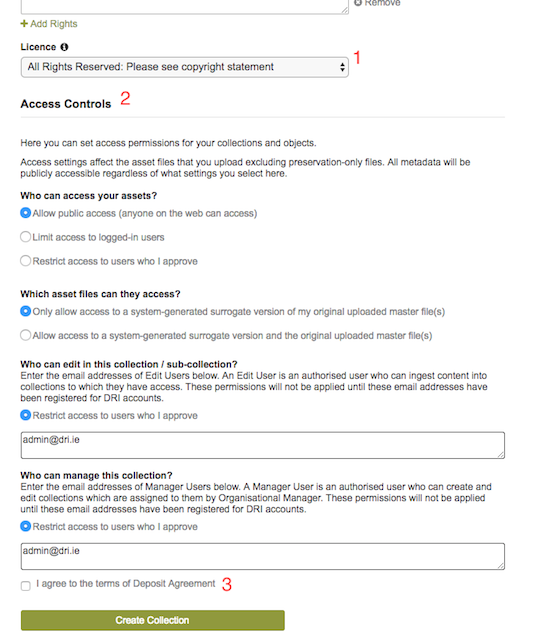 Remove
+ Add Rights
Licence
All Rights Reserved: Please see copyright statement
1
Access Controls
2
Here you can set access permissions for your collections and objects.
Access settings affect the asset files that you upload excluding preservation-only files. All metadata will be
publicly accessible regardless of what settings you select here.
Who can access your assets?
Allow public access (anyone on the web can access)
Limit access to logged-in users
Restrict access to users who I approve
Which asset files can they access?
Only allow access to a system-generated surrogate version of my original uploaded master file(s)
Allow access to a system-generated surrogate version and the original uploaded master file(s)
Who can edit in this collection / sub-collection?
Enter the email addresses of Edit Users below. An Edit User is an authorised user who can ingest content into
collections to which they have access. These permissions will not be applied until these email addresses have
been registered for DRI accounts.
Restrict access to users who I approve
admin@dri.ie
Who can manage this collection?
Enter the email addresses of Manager Users below. A Manager User is an authorised user who can create and
edit collections which are assigned to them by Organisational Manager. These permissions will not be applied
until these email addresses have been registered for DRI accounts.
Restrict access to users who I approve
admin@dri.ie
I agree to the terms of Deposit Agreement
3
Create Collection